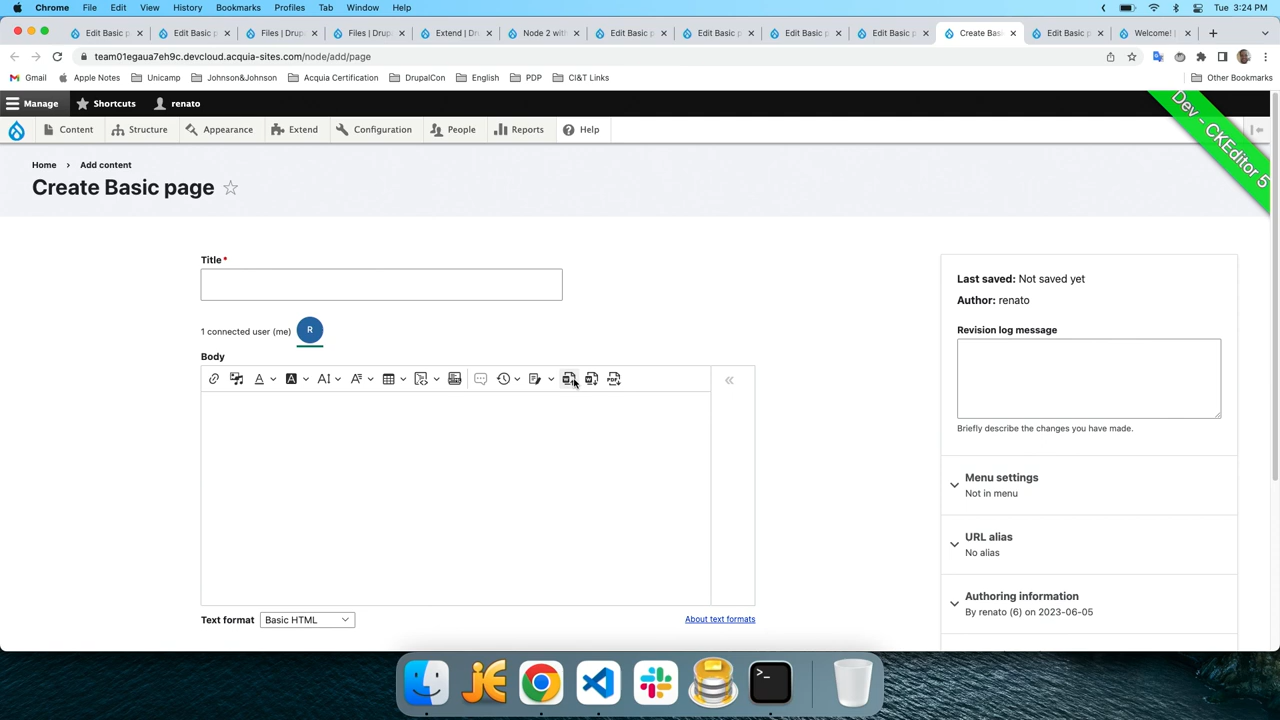 Chrome File Edit View History Bookmarks Profiles Tab Window Help Tue 3:24 PM
Edit Basic p Edit Basic p Files | Drup Files | Drup Extend | Dr Node 2 with Edit Basic p Edit Basic p Edit Basic p Edit Basic p Create Basi Edit Basic p Welcome! |
team01egaua7eh9c.devcloud.acquia-sites.com/node/add/page
Gmail Apple Notes Unicamp Johnson&Johnson Acquia Certification DrupalCon English PDP CI&T Links Other Bookmarks
Manage Shortcuts renato
Content Structure Appearance Extend Configuration People Reports Help
Dev - CKEditor 5
Home › Add content
Create Basic page
Title*
1 connected user (me) R
Body
Text format Basic HTML
About text formats
Last saved: Not saved yet
Author: renato
Revision log message
Briefly describe the changes you have made.
Menu settings
Not in menu
URL alias
No alias
Authoring information
By renato (6) on 2023-06-05